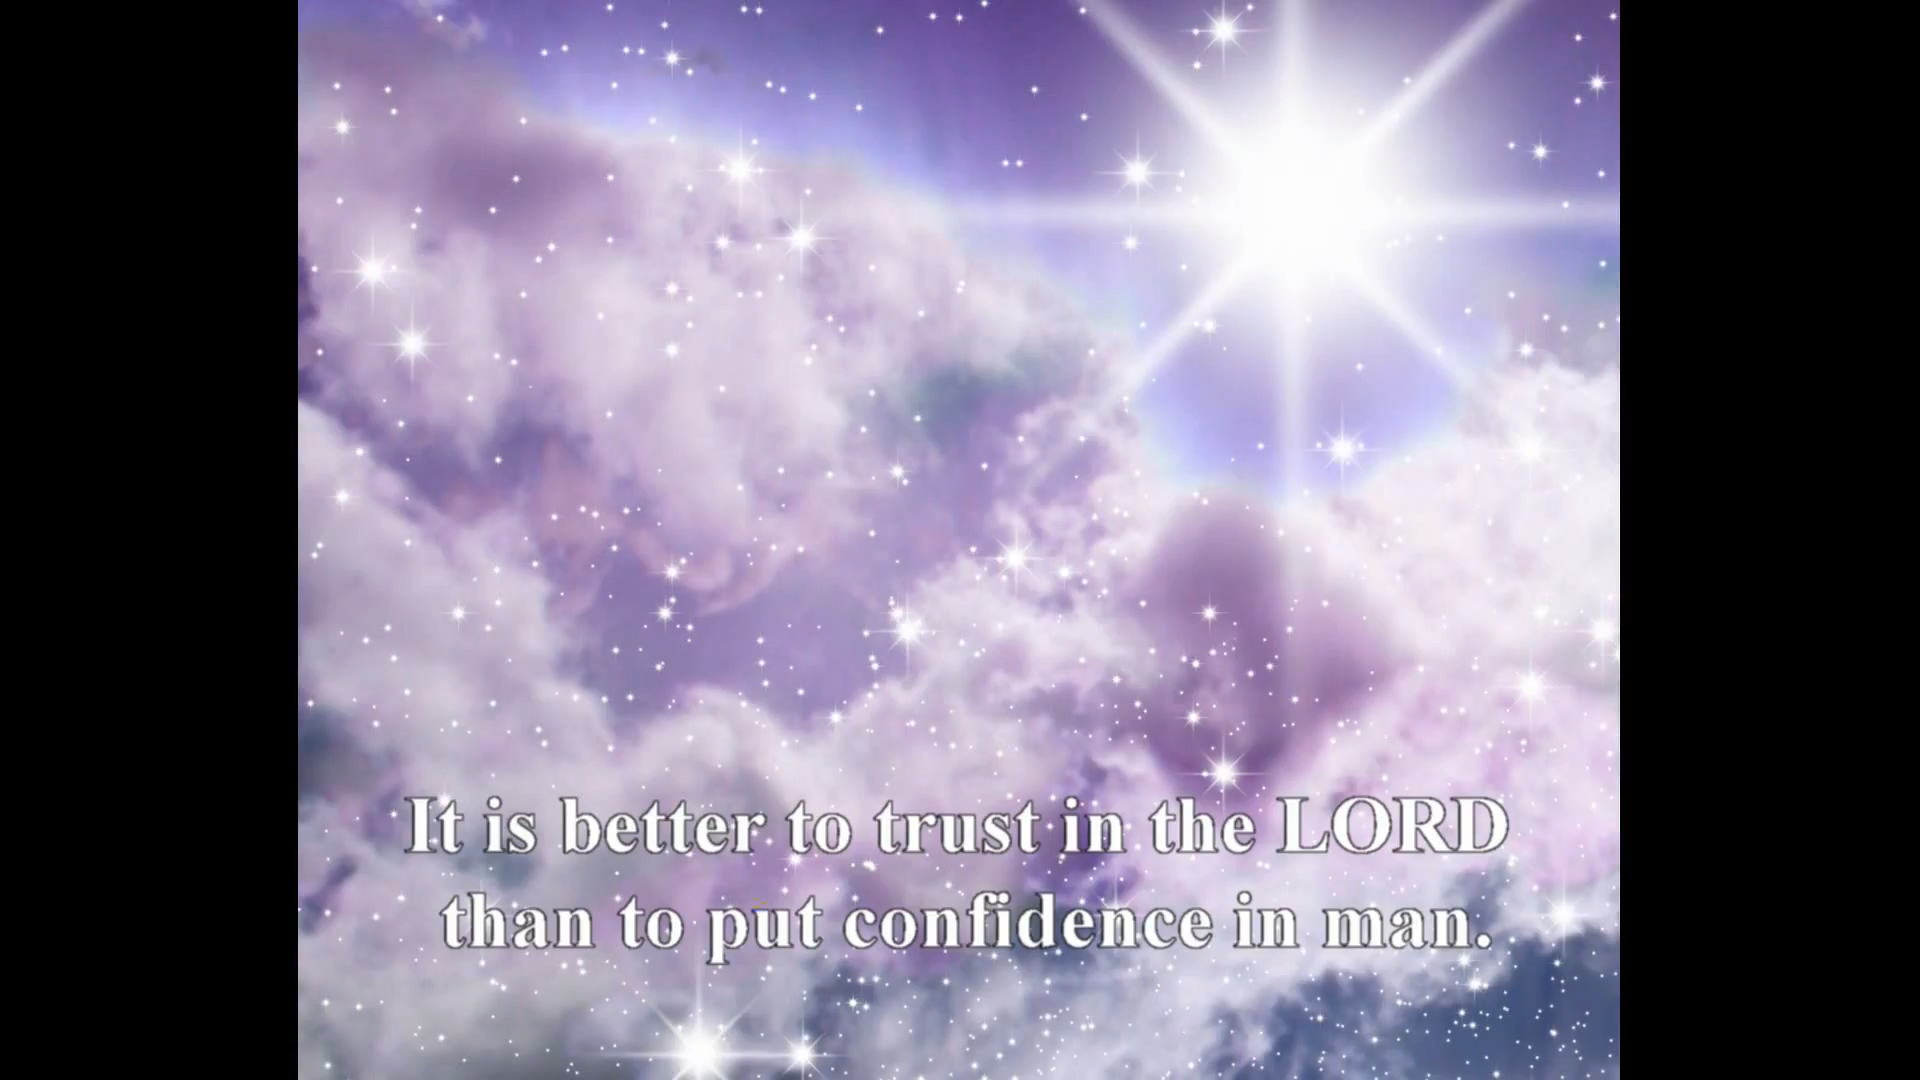 It is better to trust in the LORD
than to put confidence in man.